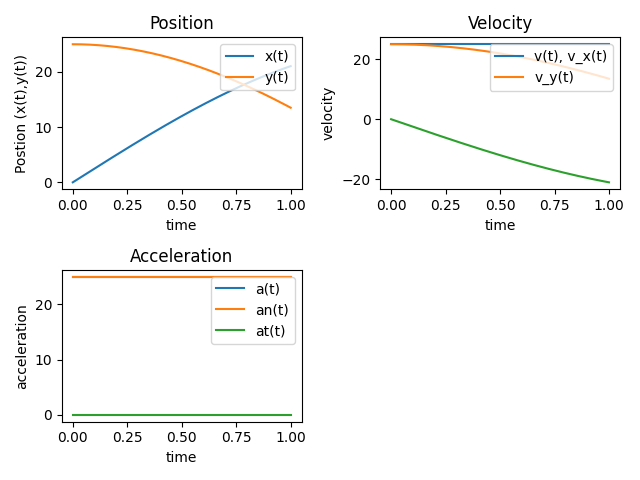 Position
Postion (x(t),y(t))
20
10
0
x(t)
y(t)
0.00 0.25 0.50 0.75 1.00
time
Velocity
velocity
20
0
−20
v(t), v_x(t)
v_y(t)
0.00 0.25 0.50 0.75 1.00
time
Acceleration
acceleration
20
10
0
a(t)
an(t)
at(t)
0.00 0.25 0.50 0.75 1.00
time